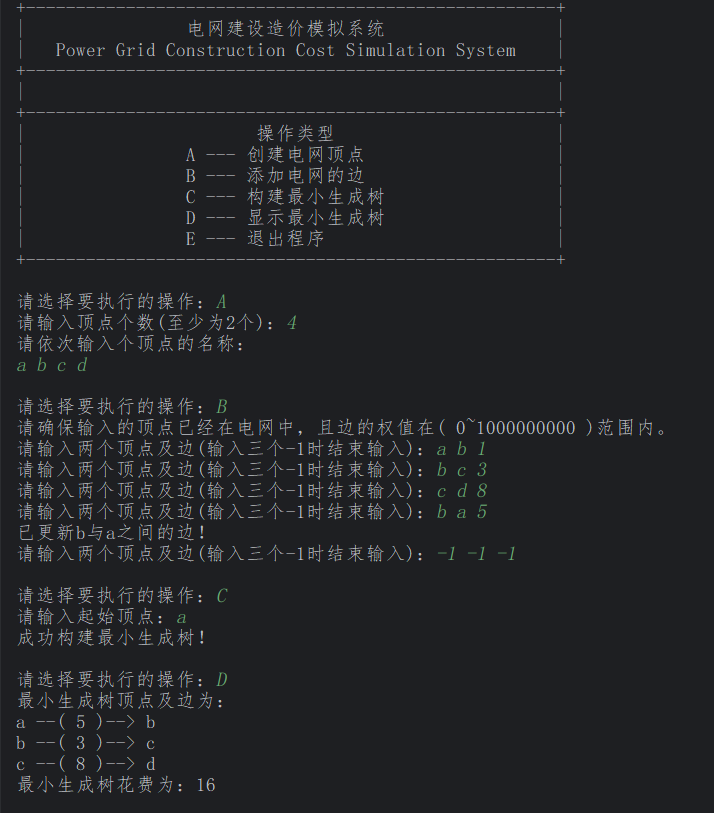 +-----------------------------------------------------+
| 电网建设造价模拟系统 |
| Power Grid Construction Cost Simulation System |
+-----------------------------------------------------+
| |
+-----------------------------------------------------+
| 操作类型 |
| A --- 创建电网顶点 |
| B --- 添加电网的边 |
| C --- 构建最小生成树 |
| D --- 显示最小生成树 |
| E --- 退出程序 |
+-----------------------------------------------------+
请选择要执行的操作：A
请输入顶点个数(至少为2个)：4
请依次输入个顶点的名称：
a b c d
请选择要执行的操作：B
请确保输入的顶点已经在电网中，且边的权值在( 0~1000000000 )范围内。
请输入两个顶点及边(输入三个-1时结束输入)：a b 1
请输入两个顶点及边(输入三个-1时结束输入)：b c 3
请输入两个顶点及边(输入三个-1时结束输入)：c d 8
请输入两个顶点及边(输入三个-1时结束输入)：b a 5
已更新b与a之间的边！
请输入两个顶点及边(输入三个-1时结束输入)：-1 -1 -1
请选择要执行的操作：C
请输入起始顶点：a
成功构建最小生成树！
请选择要执行的操作：D
最小生成树顶点及边为：
a --( 5 )--> b
b --( 3 )--> c
c --( 8 )--> d
最小生成树花费为：16